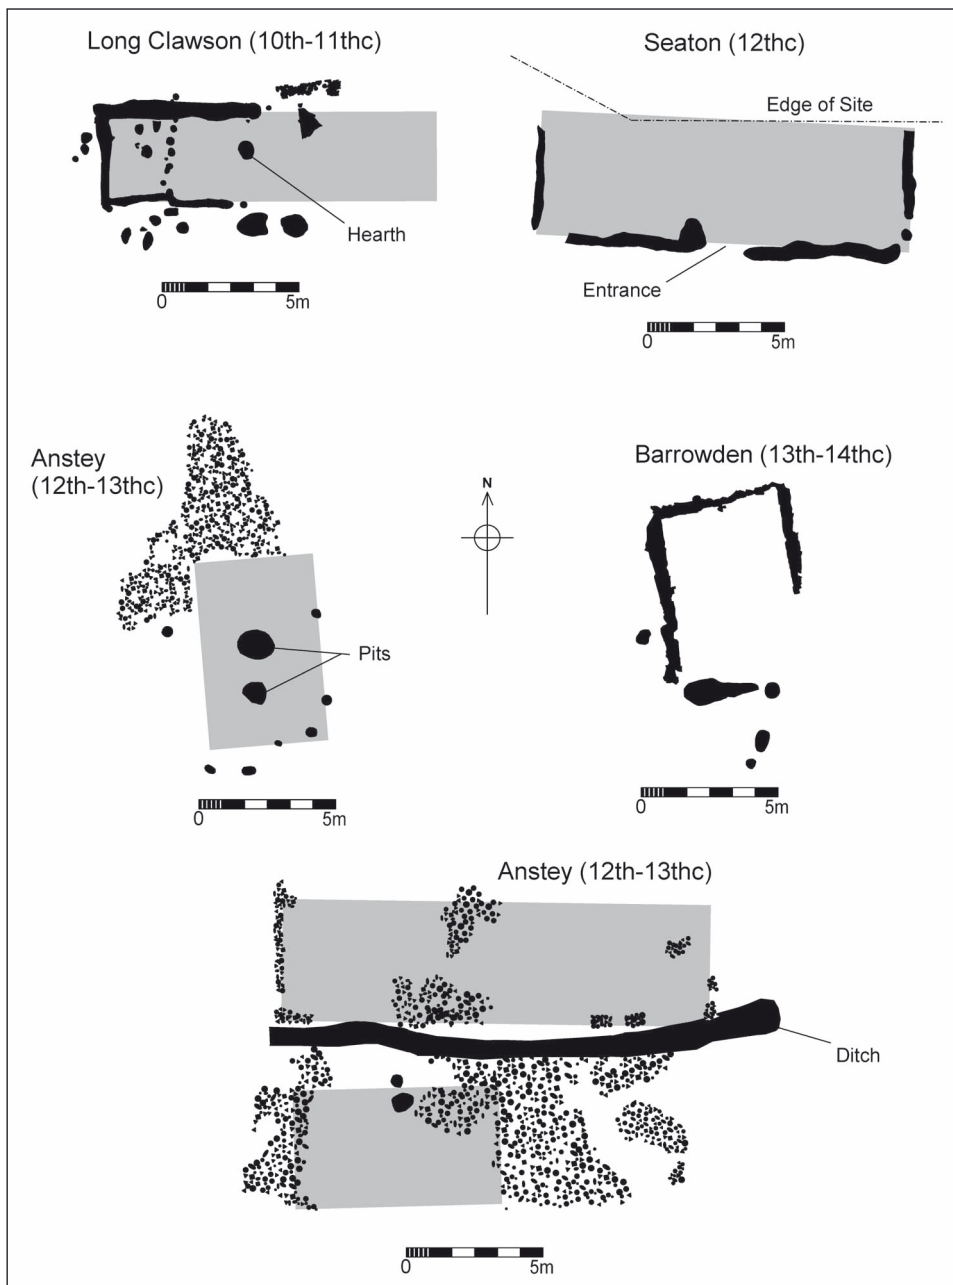 Long Clawson (10th-11thc)
Hearth
0 5m
Seaton (12thc)
Edge of Site
Entrance
0 5m
Anstey
(12th-13thc)
Pits
0 5m
N
Barrowden (13th-14thc)
0 5m
Anstey (12th-13thc)
Ditch
0 5m